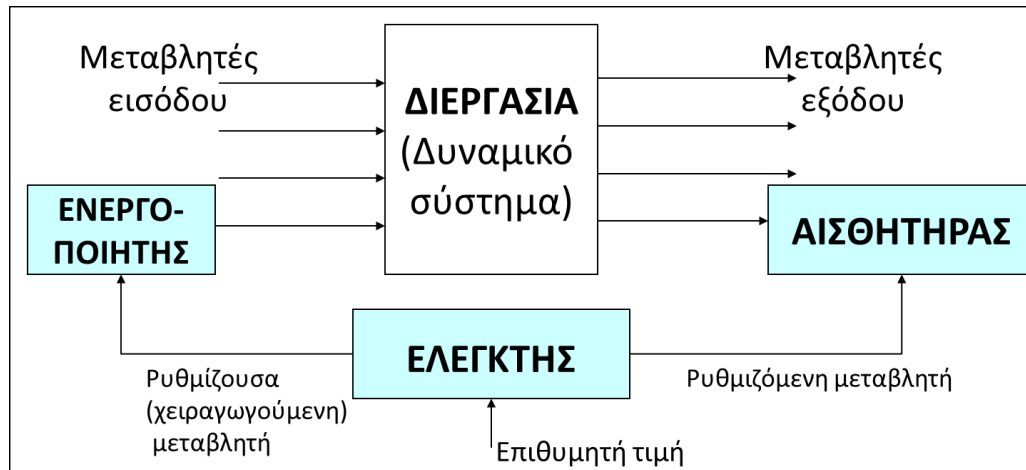 Μεταβλητές
εισόδου
ΔΙΕΡΓΑΣΙΑ
(Δυναμικό
σύστημα)
Μεταβλητές
εξόδου
ΕΝΕΡΓΟ-
ΠΟΙΗΤΗΣ
ΑΙΣΘΗΤΗΡΑΣ
ΕΛΕΓΚΤΗΣ
Ρυθμίζουσα
(χειραγωγούμενη)
μεταβλητή
Ρυθμιζόμενη μεταβλητή
Επιθυμητή τιμή